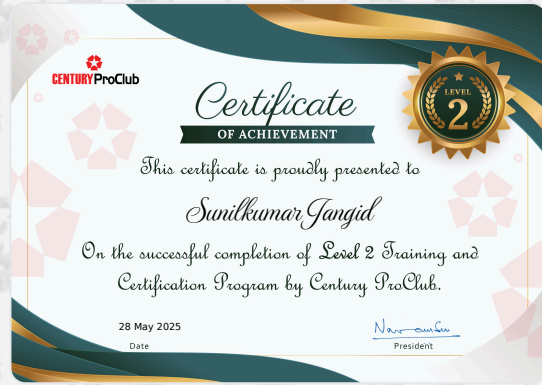 CENTURY ProClub
Certificate
OF ACHIEVEMENT
LEVEL
2
This certificate is proudly presented to
Sunilkumar Jangid
On the successful completion of Level 2 Training and
Certification Program by Century ProClub.
28 May 2025
Date
President